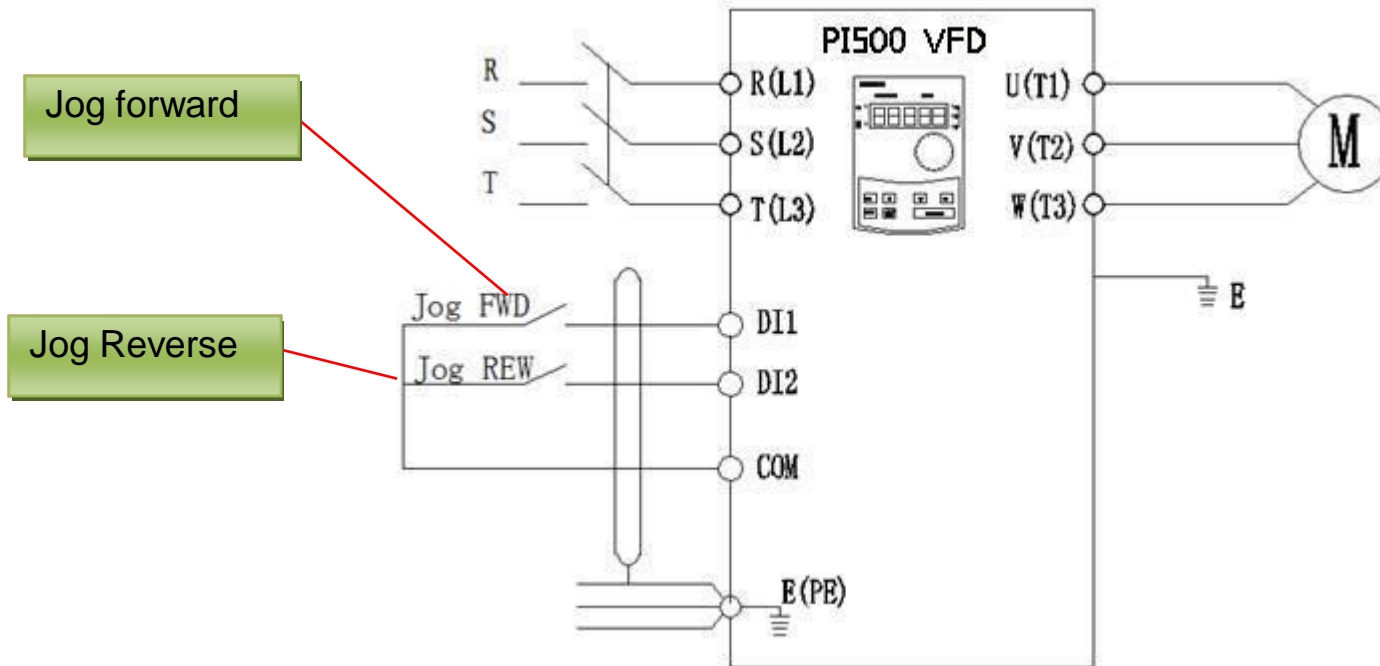 PI500 VFD
Jog forward
R
S
T
R(L1)
S(L2)
T(L3)
U(T1)
V(T2)
W(T3)
M
E
Jog Reverse
Jog FWD
Jog REW
DI1
DI2
COM
E(PE)